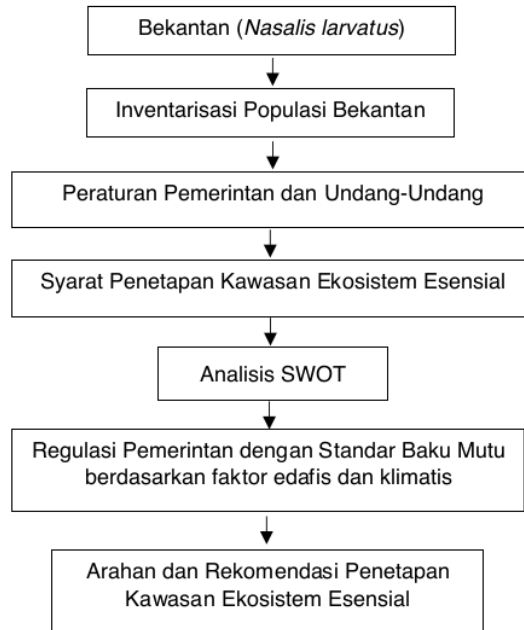 Bekantan (Nasalis larvatus)
Inventarisasi Populasi Bekantan
Peraturan Pemerintan dan Undang-Undang
Syarat Penetapan Kawasan Ekosistem Esensial
Analisis SWOT
Regulasi Pemerintan dengan Standar Baku Mutu
berdasarkan faktor edafis dan klimatis
Arahan dan Rekomendasi Penetapan
Kawasan Ekosistem Esensial